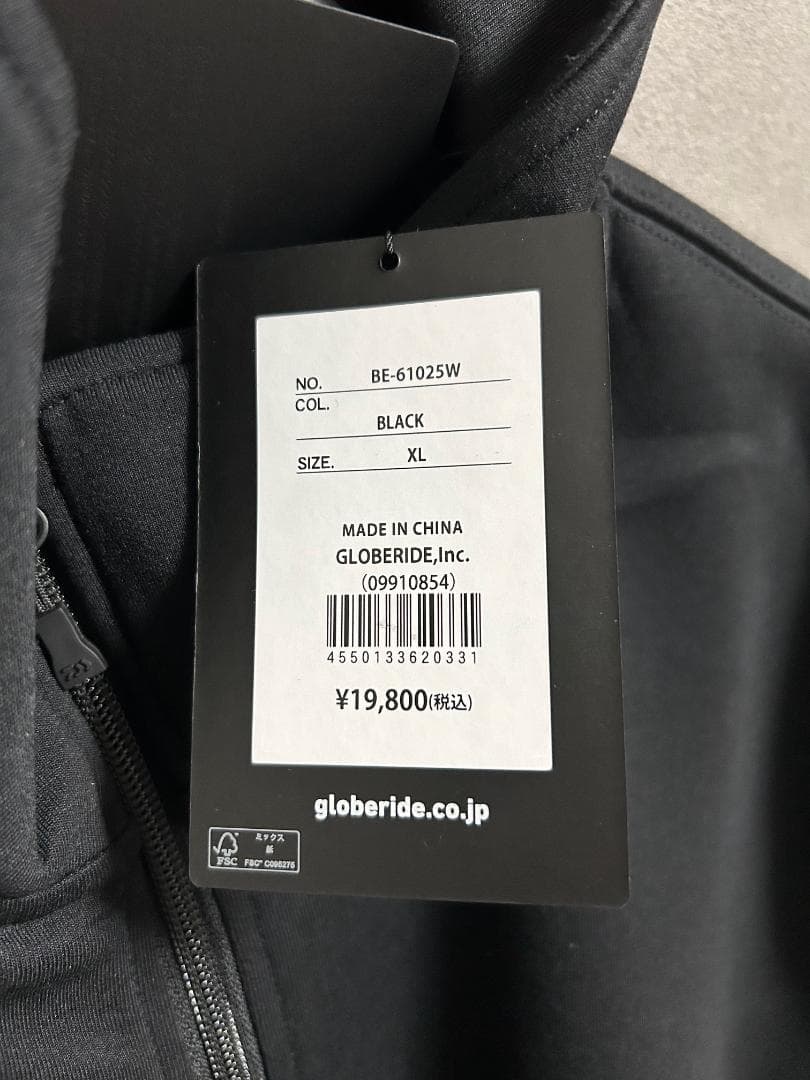 NO. BE-61025W
COL.
BLACK
SIZE. XL
MADE IN CHINA
GLOBERIDE,Inc.
(09910854)
4550133620331
¥19,800(税込)
globeride.co.jp
ミックス
紙
FSC
FSC™ C095275